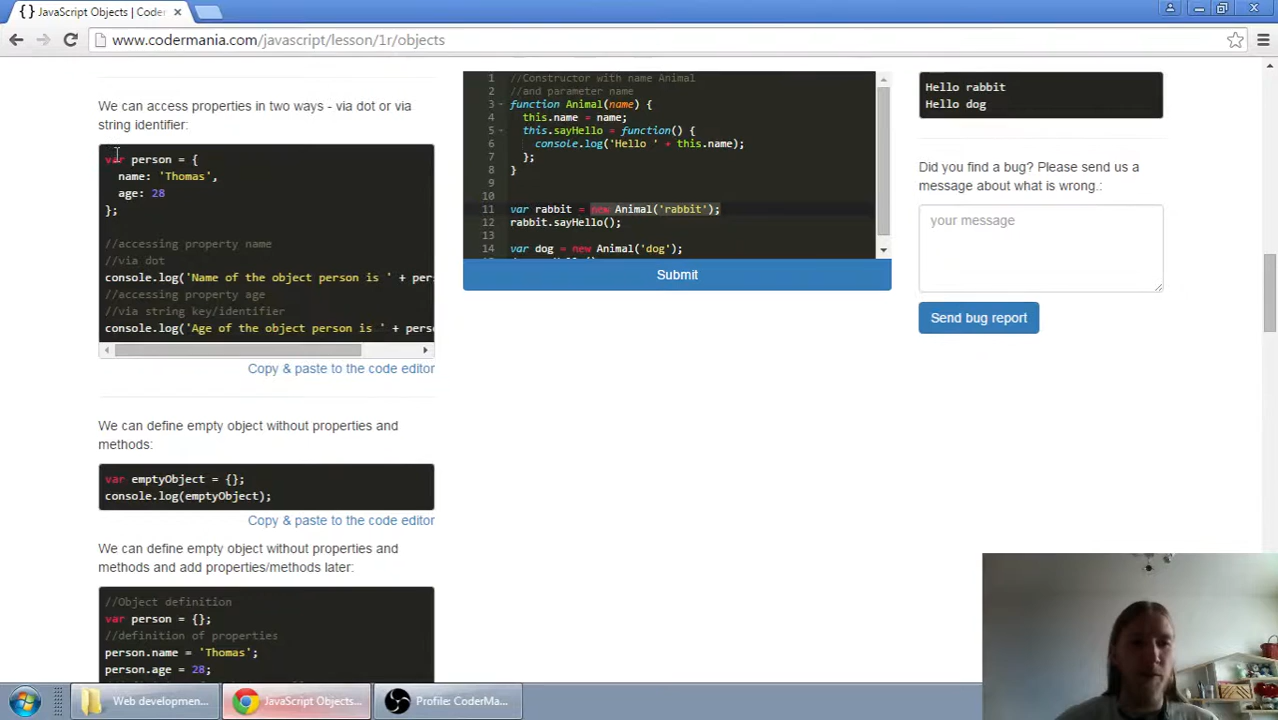 JavaScript Objects | Coder
www.codermania.com/javascript/lesson/1r/objects
We can access properties in two ways - via dot or via
string identifier:
var person = {
name: 'Thomas',
age: 28
};
//accessing property name
//via dot
console.log('Name of the object person is ' + pers
//accessing property age
//via string key/identifier
console.log('Age of the object person is ' + perso
Copy & paste to the code editor
We can define empty object without properties and
methods:
var emptyObject = {};
console.log(emptyObject);
Copy & paste to the code editor
We can define empty object without properties and
methods and add properties/methods later:
//Object definition
var person = {};
//definition of properties
person.name = 'Thomas';
person.age = 28;
1 //Constructor with name Animal
2 //and parameter name
3 function Animal(name) {
4 this.name = name;
5 this.sayHello = function() {
6 console.log('Hello ' + this.name);
7 };
8 }
9
10
11 var rabbit = new Animal('rabbit');
12 rabbit.sayHello();
13
14 var dog = new Animal('dog');
Submit
Hello rabbit
Hello dog
Did you find a bug? Please send us a
message about what is wrong.:
your message
Send bug report
Web developmen...
JavaScript Objects...
Profile: CoderMa...